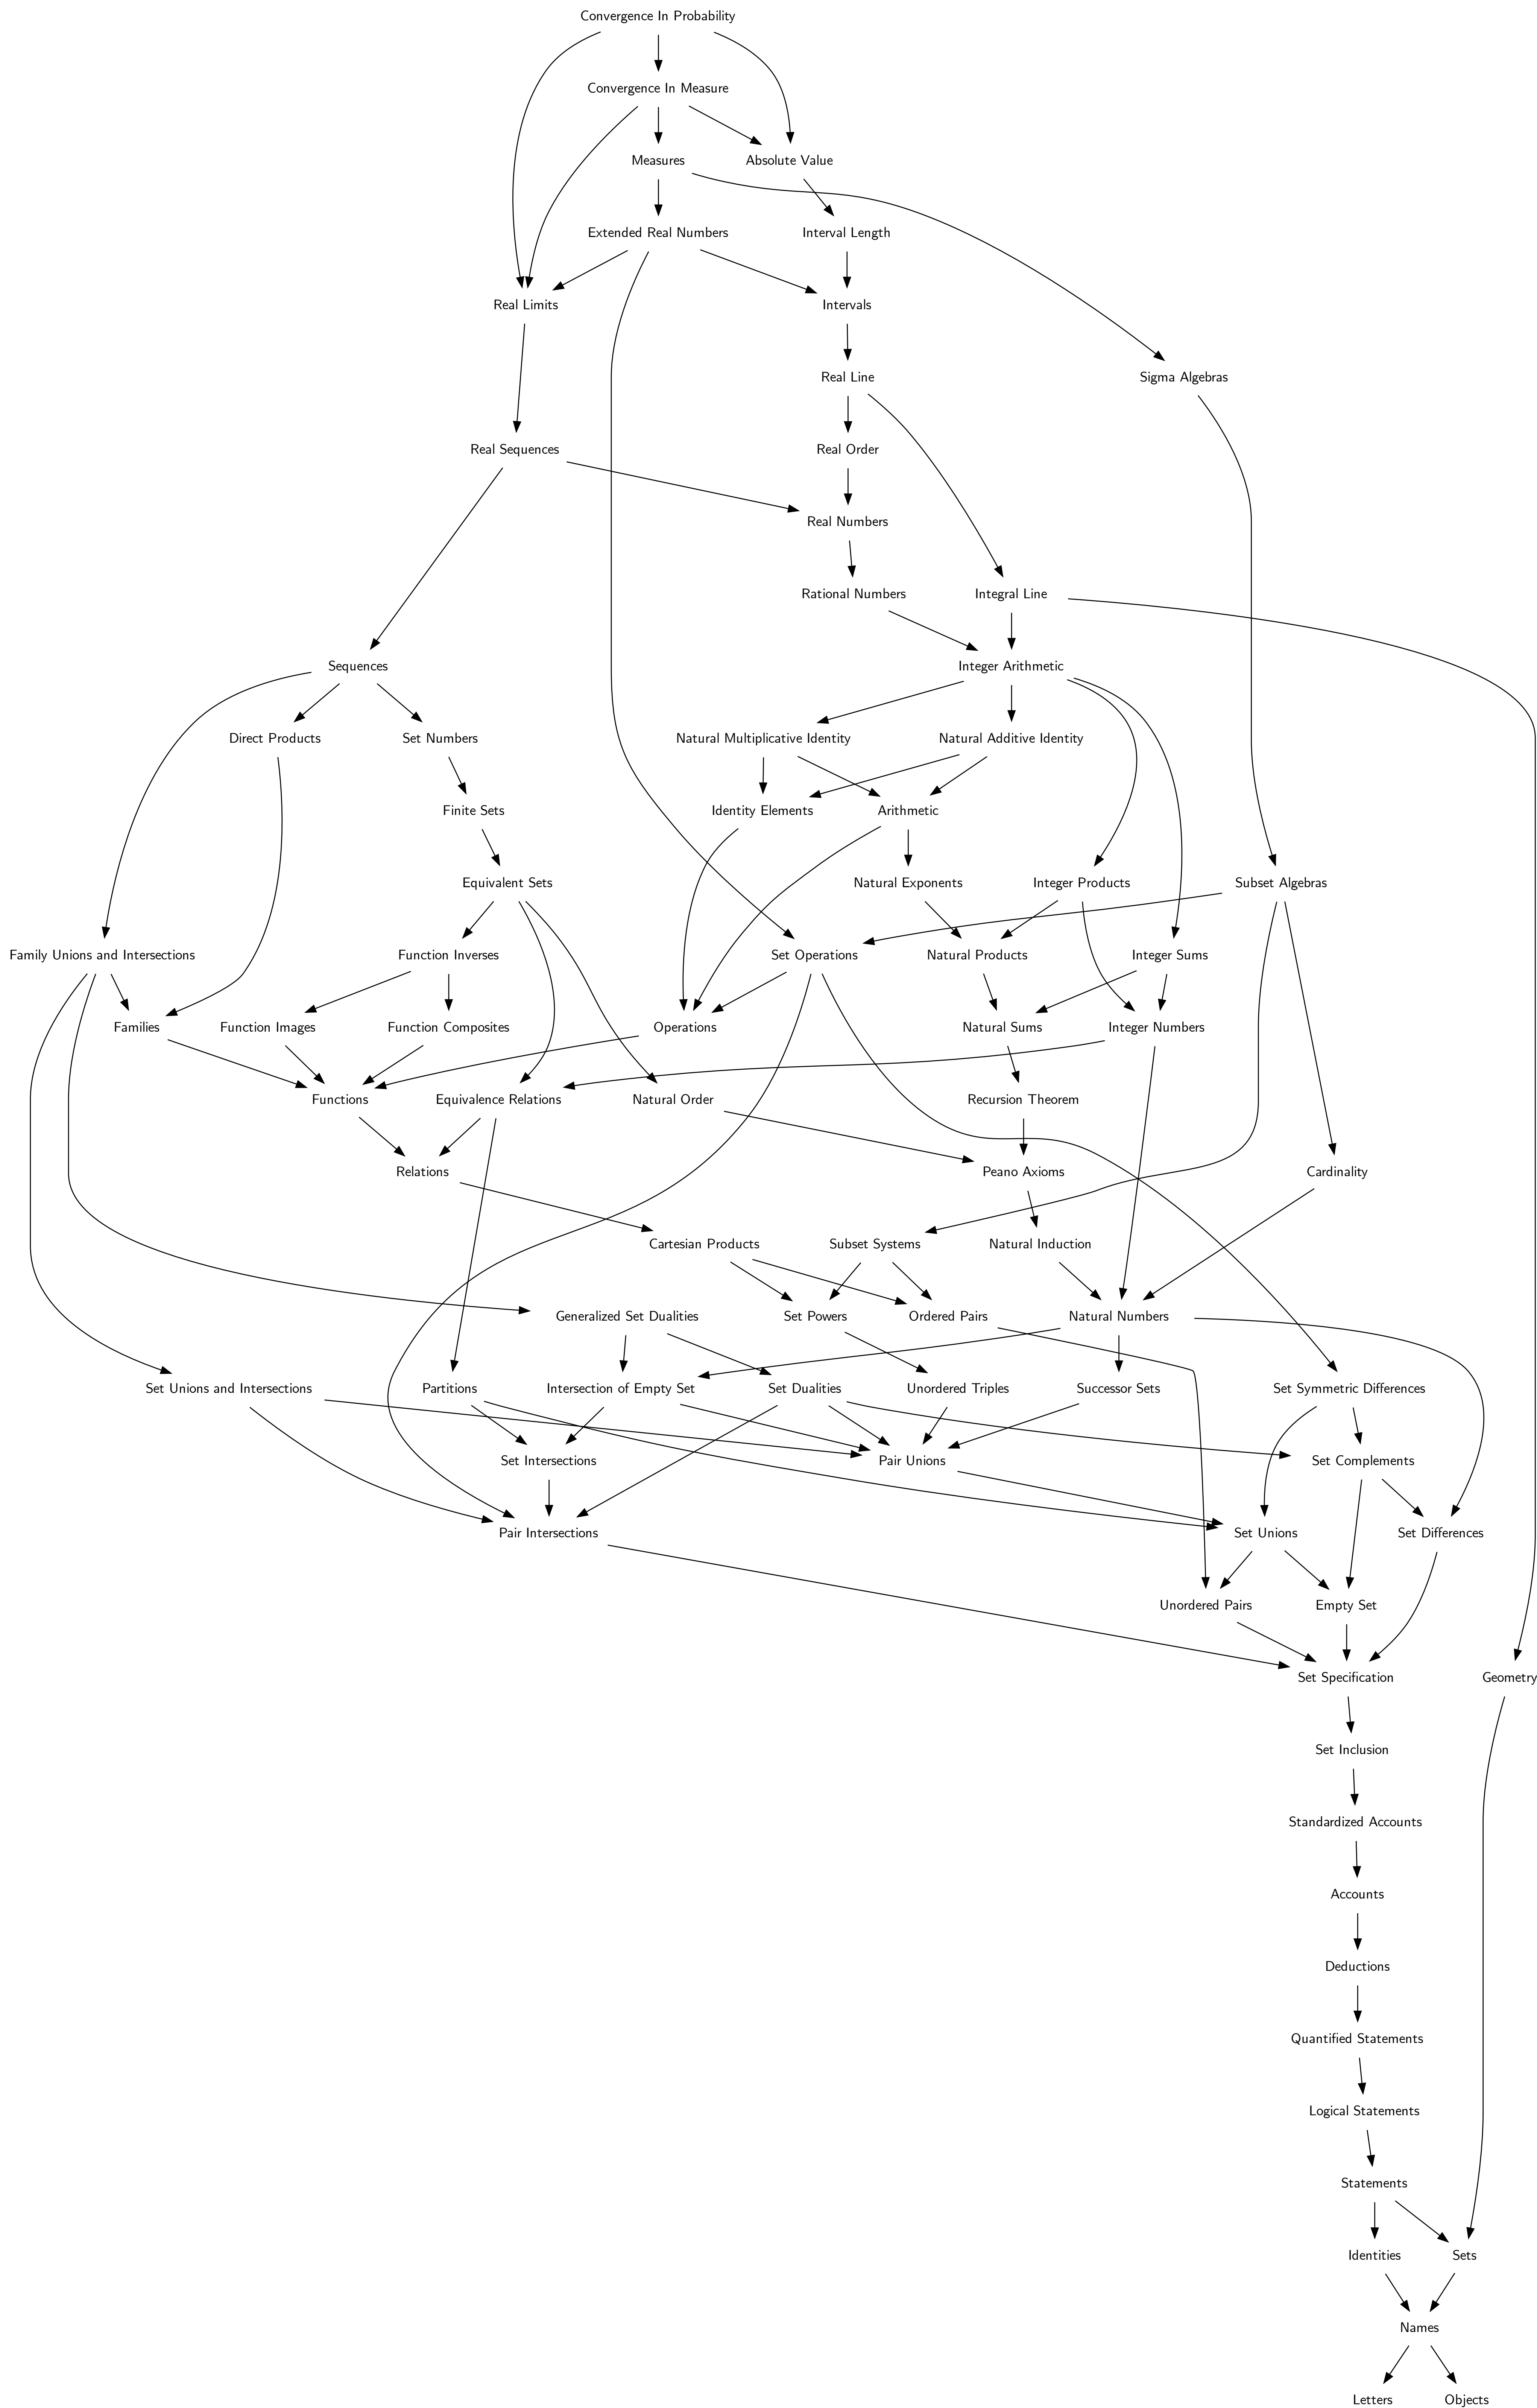 Convergence In Probability
Convergence In Measure
Measures
Absolute Value
Extended Real Numbers
Interval Length
Real Limits
Intervals
Real Line
Sigma Algebras
Real Sequences
Real Order
Real Numbers
Rational Numbers
Integral Line
Sequences
Integer Arithmetic
Direct Products
Set Numbers
Natural Multiplicative Identity
Natural Additive Identity
Finite Sets
Identity Elements
Arithmetic
Equivalent Sets
Natural Exponents
Integer Products
Subset Algebras
Family Unions and Intersections
Function Inverses
Set Operations
Natural Products
Integer Sums
Families
Function Images
Function Composites
Operations
Natural Sums
Integer Numbers
Functions
Equivalence Relations
Natural Order
Recursion Theorem
Relations
Peano Axioms
Cardinality
Cartesian Products
Subset Systems
Natural Induction
Generalized Set Dualities
Set Powers
Ordered Pairs
Natural Numbers
Set Unions and Intersections
Partitions
Intersection of Empty Set
Set Dualities
Unordered Triples
Successor Sets
Set Symmetric Differences
Set Intersections
Pair Unions
Set Complements
Pair Intersections
Set Unions
Set Differences
Unordered Pairs
Empty Set
Set Specification
Geometry
Set Inclusion
Standardized Accounts
Accounts
Deductions
Quantified Statements
Logical Statements
Statements
Identities
Sets
Names
Letters
Objects